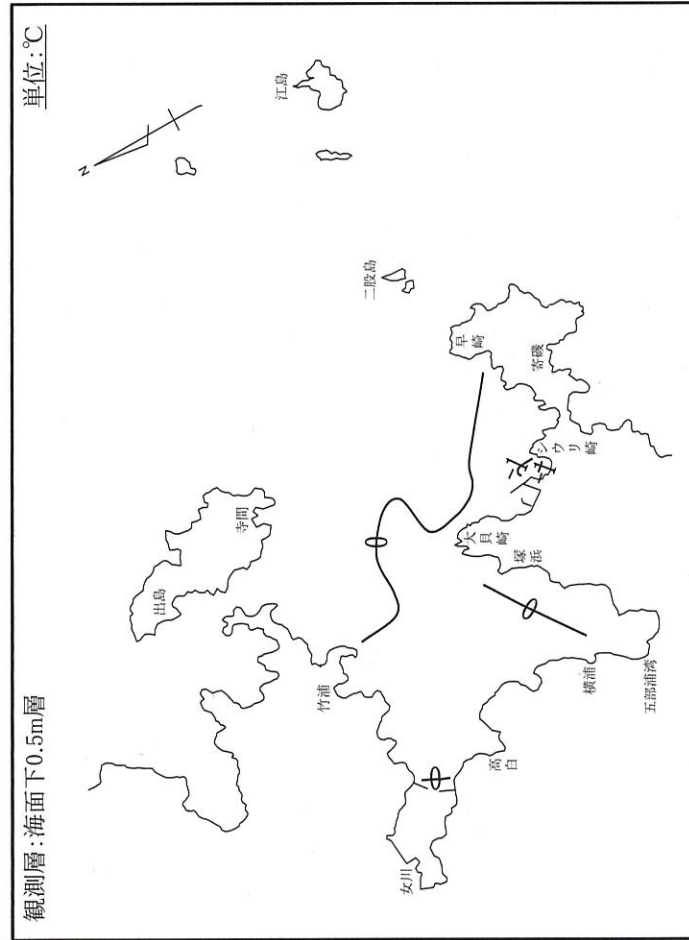 観測層:海面下0.5m層
単位:℃
N
江島
出島
寺間
二股島
竹浦
早崎
寄磯
女川
高白
大貝崎
塚浜
シウリ崎
横浦
五部浦湾